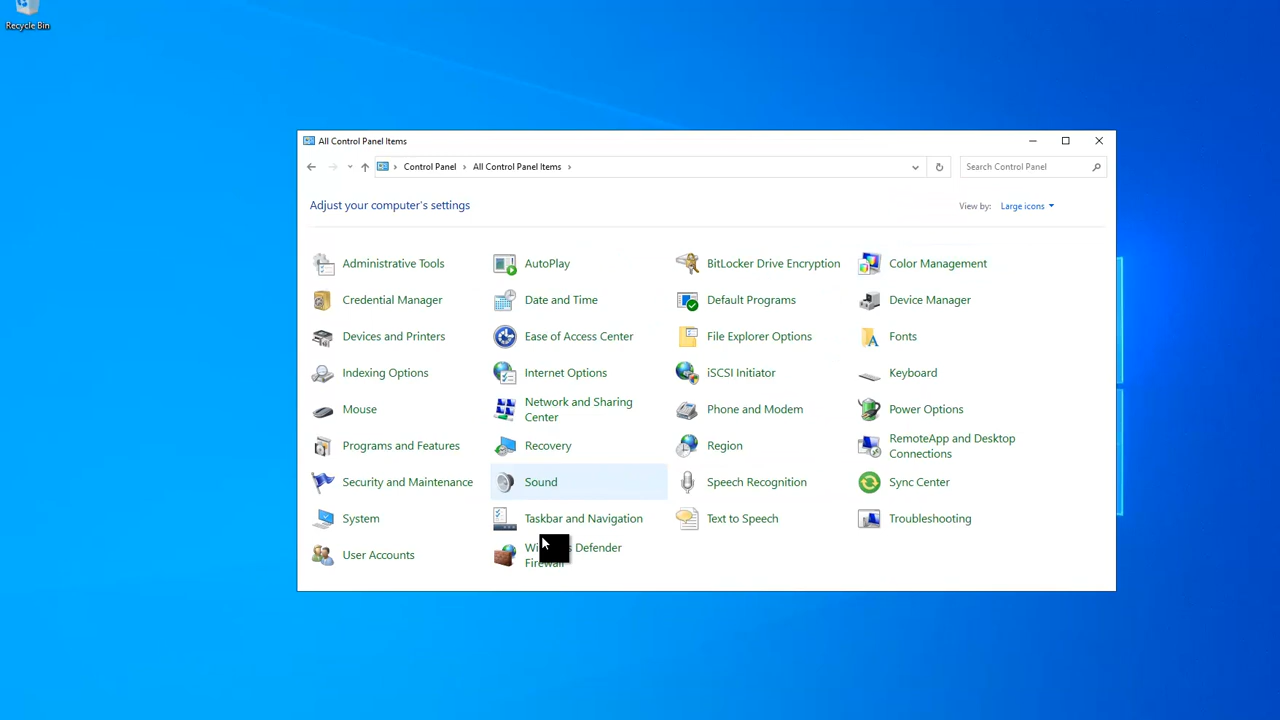 Recycle Bin
All Control Panel Items
Control Panel
All Control Panel Items
Search Control Panel
Adjust your computer's settings
View by:
Large icons
Administrative Tools
AutoPlay
BitLocker Drive Encryption
Color Management
Credential Manager
Date and Time
Default Programs
Device Manager
Devices and Printers
Ease of Access Center
File Explorer Options
Fonts
Indexing Options
Internet Options
iSCSI Initiator
Keyboard
Mouse
Network and Sharing
Center
Phone and Modem
Power Options
Programs and Features
Recovery
Region
RemoteApp and Desktop
Connections
Security and Maintenance
Sound
Speech Recognition
Sync Center
System
Taskbar and Navigation
Text to Speech
Troubleshooting
User Accounts
Defender
Firewall